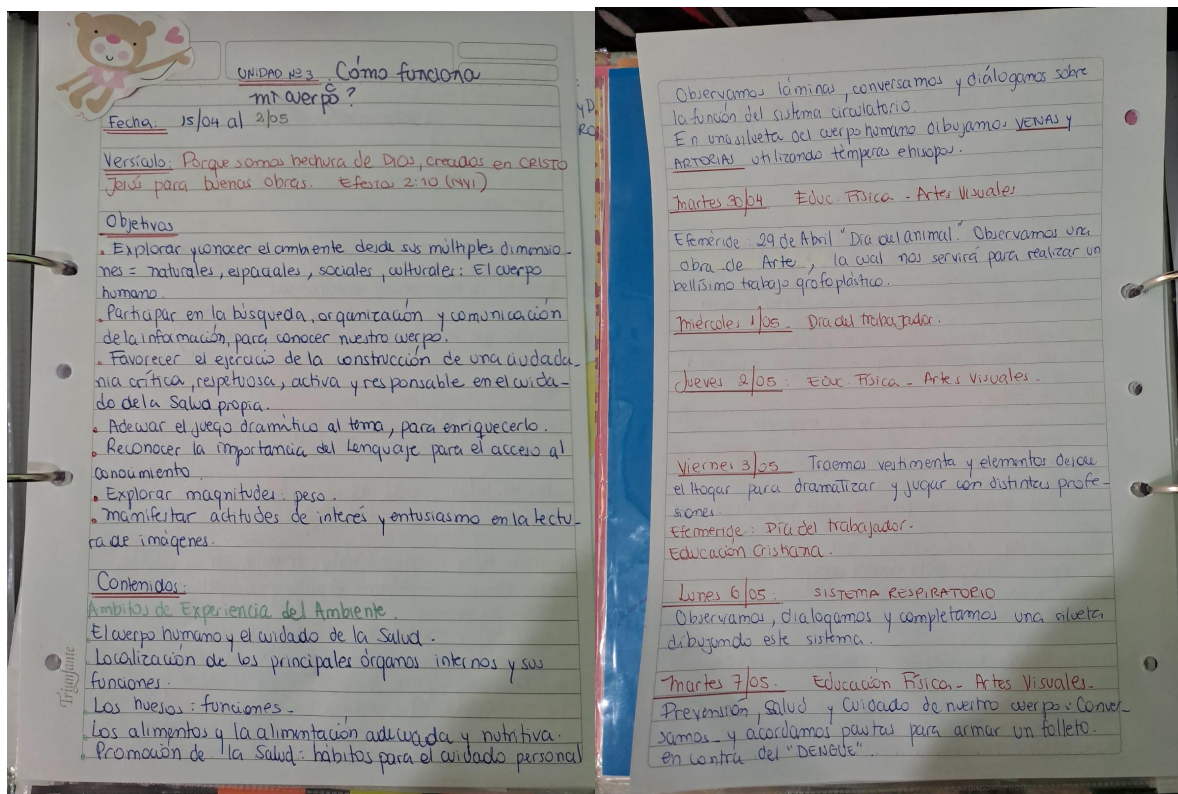 UNIDAD Nº 3: Cómo funciona
mi cuerpo?
Fecha: 15/04 al 2/05
Versículo: Porque somos hechura de DIOS, creados en CRISTO
Jesús para buenas obras. Efesios 2:10 (NVI)
Objetivos
. Explorar y conocer el ambiente desde sus múltiples dimensio-
nes = naturales, espaciales, sociales, culturales: El cuerpo
humano.
. Participar en la búsqueda, organización y comunicación
de la información, para conocer nuestro cuerpo.
. Favorecer el ejercicio de la construcción de una ciudada-
nia crítica, respetuosa, activa y responsable en el cuida-
do de la Salud propia.
. Adecuar el juego dramático al tema, para enriquecerlo.
. Reconocer la importancia del Lenguaje para el acceso al
conocimiento.
. Explorar magnitudes: peso.
. Manifestar actitudes de interés y entusiasmo en la lectu-
ra de imágenes.
Contenidos:
Ambitos de Experiencia del Ambiente.
El cuerpo humano y el cuidado de la Salud.
Localización de los principales órganos internos y sus
funciones.
Los huesos: funciones.
Los alimentos y la alimentación adecuada y nutritiva.
. Promoción de la Salud: hábitos para el cuidado personal
Triunfante
Observamos láminas, conversamos y diálogamos sobre
la función del sistema circulatorio.
En una silueta del cuerpo humano dibujamos VENAS y
ARTORIAS utilizando témperas e hisopos.
Martes 30/04 Educ. Física - Artes Visuales
Efeméride: 29 de Abril "Día del animal." Observamos una
obra de Arte, la cual nos servirá para realizar un
bellísimo trabajo grafoplástico.
Miércoles 1/05. Día del trabajador.
Jueves 2/05: Educ. Física - Artes Visuales.
Viernes 3/05 Traemos vestimenta y elementos desde
el Hogar para dramatizar y jugar con distintas profe-
siones.
Efeméride: Día del trabajador.
Educación Cristiana.
Lunes 6/05. SISTEMA RESPIRATORIO
Observamos, dialogamos y completamos una silueta,
dibujando este sistema.
Martes 7/05. Educación Física - Artes Visuales.
Prevensión, Salud y Cuidado de nuestro cuerpo. Conver-
samos y acordamos pautas para armar un folleto.
en contra del "DENGUE".